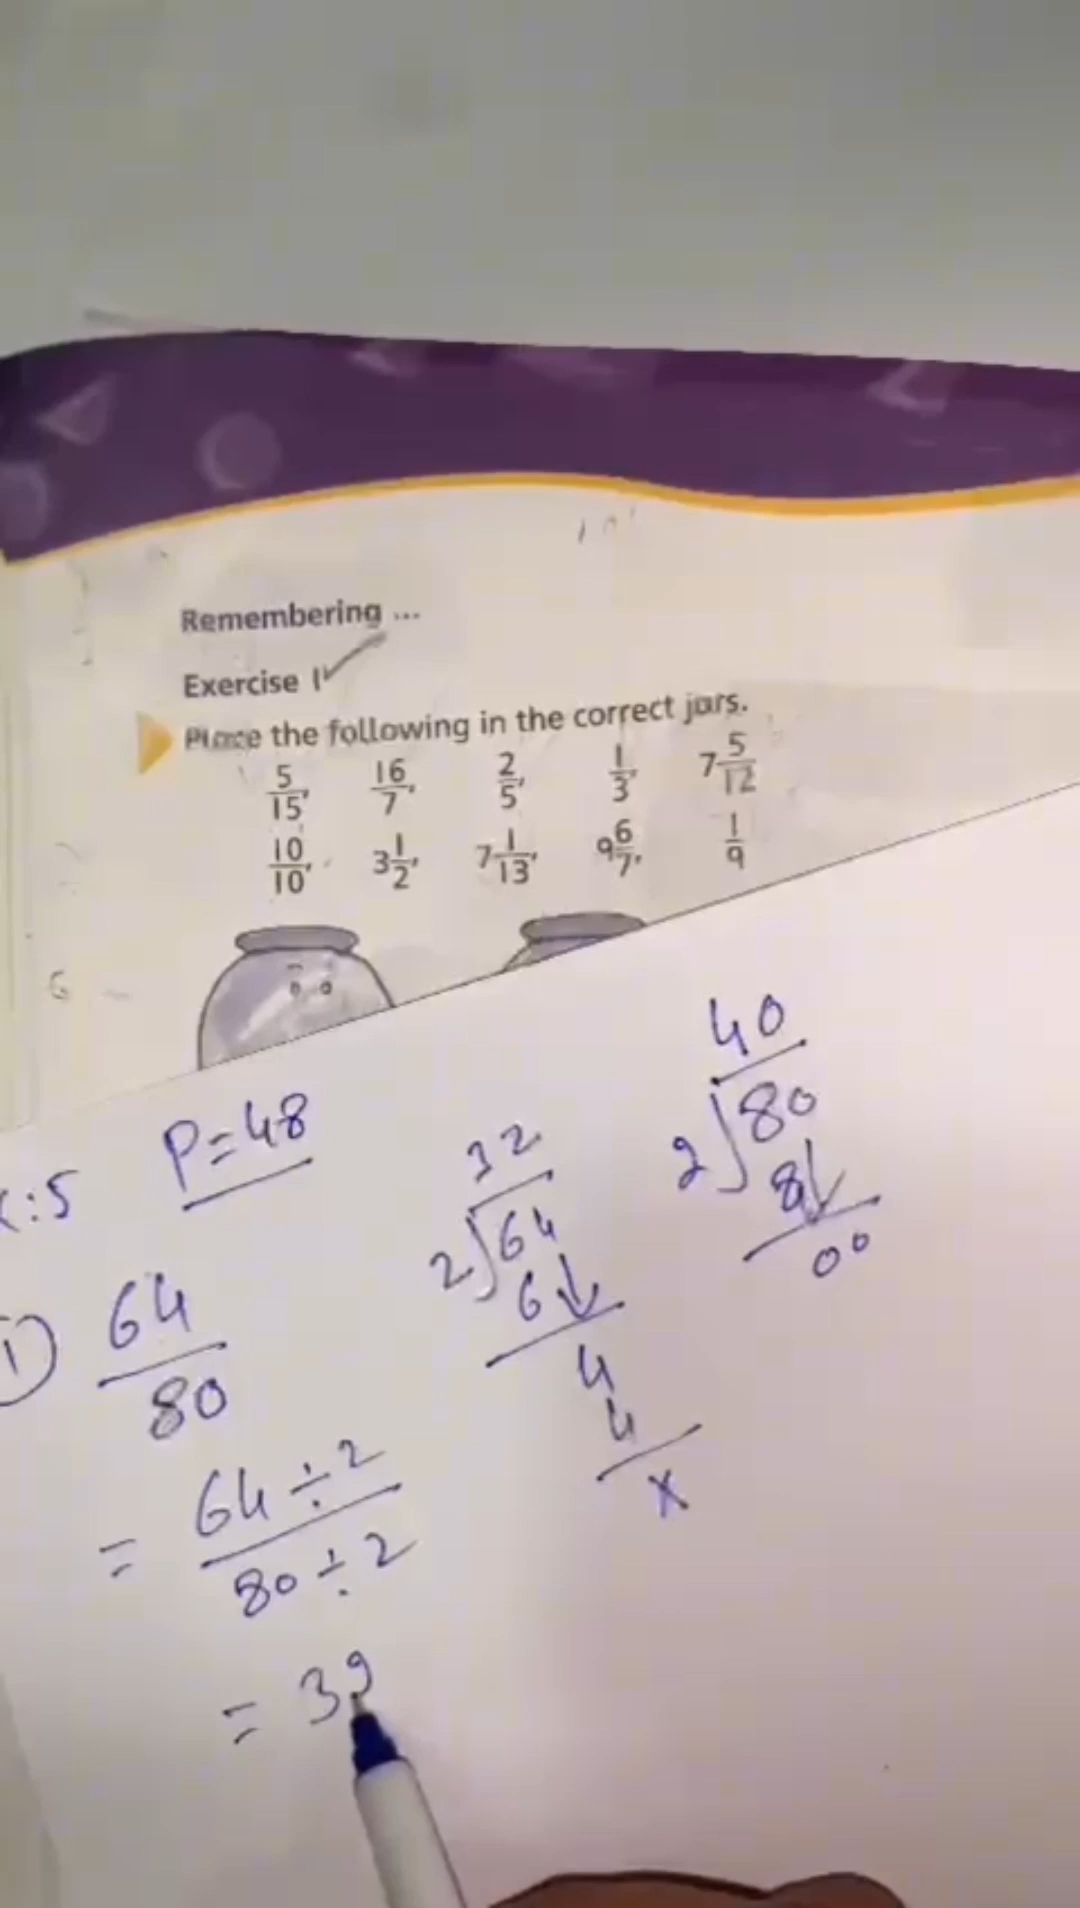 Remembering ...
Exercise 1
Place the following in the correct jars.
5/15, 16/7, 2/5, 1/3, 7 5/12
10/10, 3 1/2, 7 1/13, 9 6/7, 1/9
:5 P=48
64/80
= 64÷2/80÷2
= 3
32
2)64
6↓
4
4
x
40
2)80
8↓
00